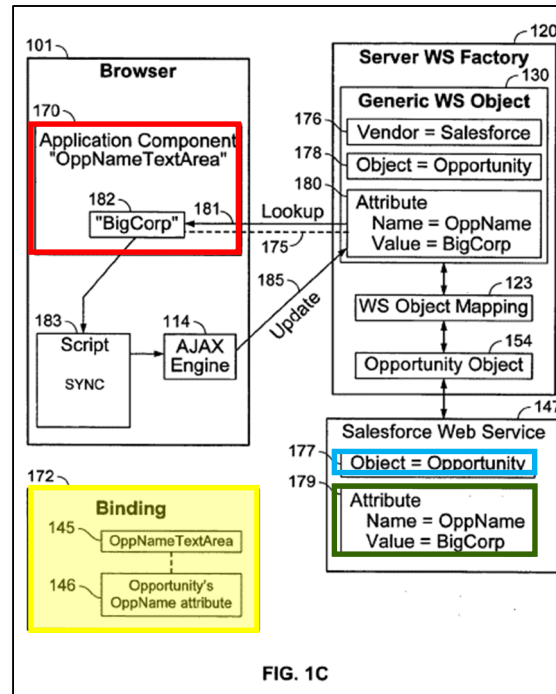 120
Server WS Factory
130
Generic WS Object
176
Vendor = Salesforce
178
Object = Opportunity
180
Attribute
Name = OppName
Value = BigCorp
123
WS Object Mapping
154
Opportunity Object
147
Salesforce Web Service
177
Object = Opportunity
179
Attribute
Name = OppName
Value = BigCorp
101
Browser
170
Application Component
"OppNameTextArea"
182
"BigCorp"
181
Lookup
175
185
Update
183
Script
SYNC
114
AJAX
Engine
172
Binding
145
OppNameTextArea
146
Opportunity's
OppName attribute
FIG. 1C